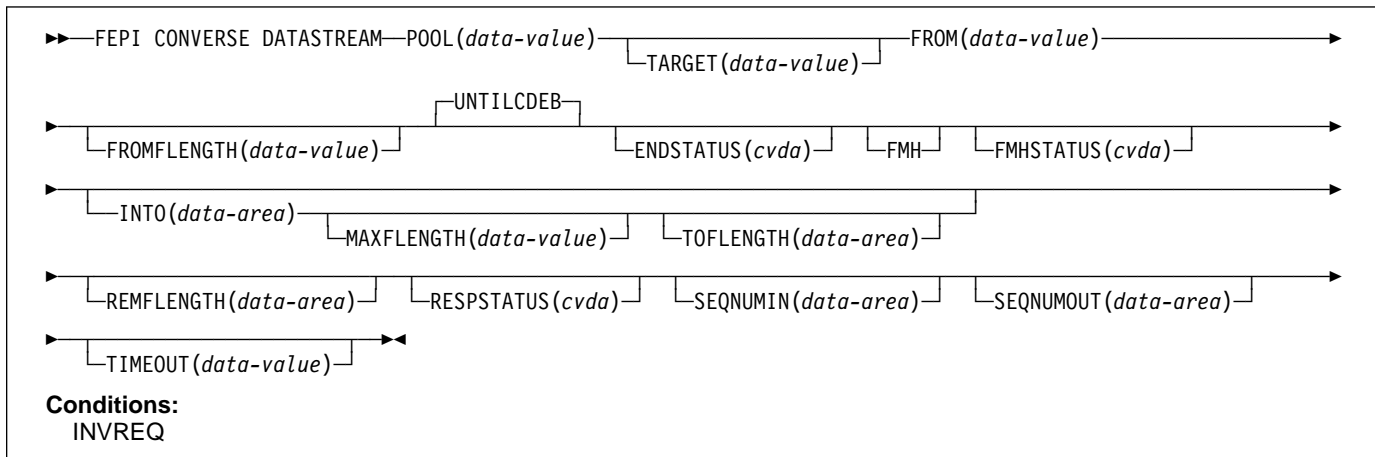 FEPI CONVERSE DATASTREAM POOL(data-value) FROM(data-value)
TARGET(data-value)
UNTILCDEB
FROMFLENGTH(data-value) ENDSTATUS(cvda) FMH FMHSTATUS(cvda)
INTO(data-area)
MAXFLENGTH(data-value) TOFLENGTH(data-area)
REMFLENGTH(data-area) RESPSTATUS(cvda) SEQNUMIN(data-area) SEQNUMOUT(data-area)
TIMEOUT(data-value)
Conditions:
INVREQ